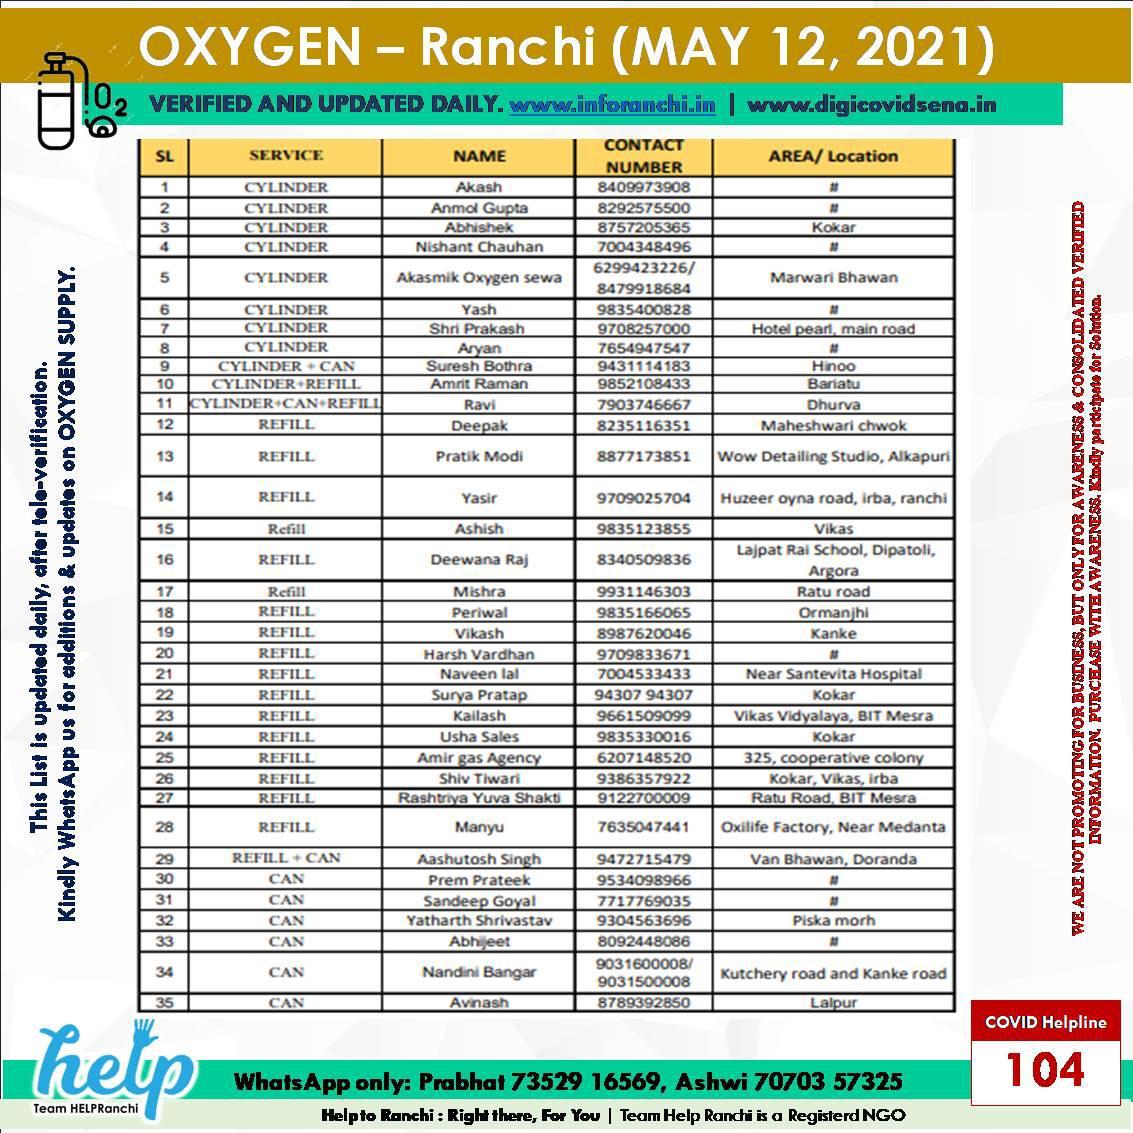 OXYGEN – Ranchi (MAY 12, 2021)
O2
VERIFIED AND UPDATED DAILY. www.inforanchi.in | www.digicovidsena.in
SL SERVICE NAME CONTACT NUMBER AREA/ Location
1 CYLINDER Akash 8409973908 #
2 CYLINDER Anmol Gupta 8292575500 #
3 CYLINDER Abhishek 8757205365 Kokar
4 CYLINDER Nishant Chauhan 7004348496 #
5 CYLINDER Akasmik Oxygen sewa 6299423226/ 8479918684 Marwari Bhawan
6 CYLINDER Yash 9835400828 #
7 CYLINDER Shri Prakash 9708257000 Hotel pearl, main road
8 CYLINDER Aryan 7654947547 #
9 CYLINDER + CAN Suresh Bothra 9431114183 Hinoo
10 CYLINDER+REFILL Amrit Raman 9852108433 Bariatu
11 CYLINDER+CAN+REFILL Ravi 7903746667 Dhurva
12 REFILL Deepak 8235116351 Maheshwari chwok
13 REFILL Pratik Modi 8877173851 Wow Detailing Studio, Alkapuri
14 REFILL Yasir 9709025704 Huzeer oyna road, irba, ranchi
15 Refill Ashish 9835123855 Vikas
16 REFILL Deewana Raj 8340509836 Lajpat Rai School, Dipatoli, Argora
17 Refill Mishra 9931146303 Ratu road
18 REFILL Periwal 9835166065 Ormanjhi
19 REFILL Vikash 8987620046 Kanke
20 REFILL Harsh Vardhan 9709833671 #
21 REFILL Naveen lal 7004533433 Near Santevita Hospital
22 REFILL Surya Pratap 94307 94307 Kokar
23 REFILL Kailash 9661509099 Vikas Vidyalaya, BIT Mesra
24 REFILL Usha Sales 9835330016 Kokar
25 REFILL Amir gas Agency 6207148520 325, cooperative colony
26 REFILL Shiv Tiwari 9386357922 Kokar, Vikas, irba
27 REFILL Rashtriya Yuva Shakti 9122700009 Ratu Road, BIT Mesra
28 REFILL Manyu 7635047441 Oxilife Factory, Near Medanta
29 REFILL + CAN Aashutosh Singh 9472715479 Van Bhawan, Doranda
30 CAN Prem Prateek 9534098966 #
31 CAN Sandeep Goyal 7717769035 #
32 CAN Yatharth Shrivastav 9304563696 Piska morh
33 CAN Abhijeet 8092448086 #
34 CAN Nandini Bangar 9031600008/ 9031500008 Kutchery road and Kanke road
35 CAN Avinash 8789392850 Lalpur
This List is updated daily, after tele-verification.
Kindly WhatsApp us for additions & updates on OXYGEN SUPPLY.
WE ARE NOT PROMOTING FOR BUSINESS, BUT ONLY FOR AWARENESS & CONSOLIDATED VERIFIED
INFORMATION. PURCHASE WITH AWARENESS. Kindly participate for Solution.
COVID Helpline
104
help
Team HELPRanchi
WhatsApp only: Prabhat 73529 16569, Ashwi 70703 57325
Help to Ranchi : Right there, For You | Team Help Ranchi is a Registerd NGO